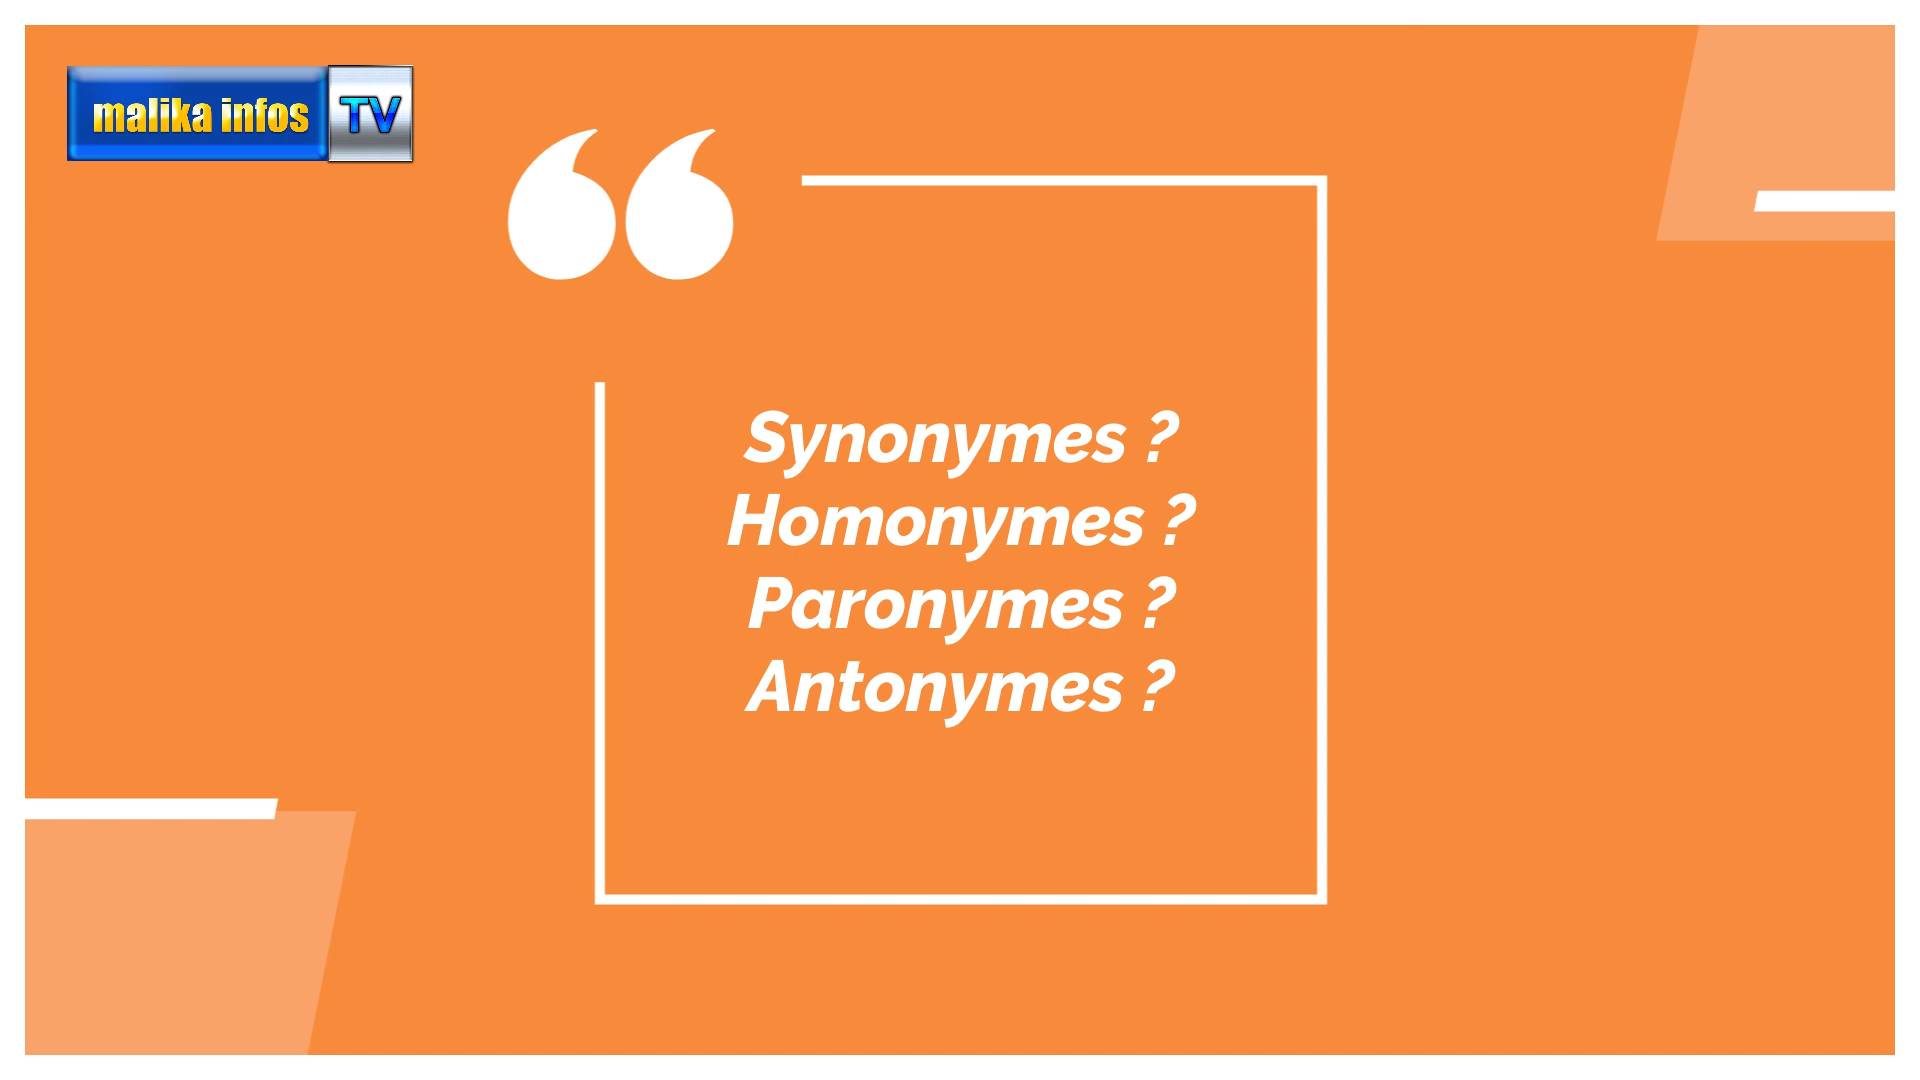 malika infos TV
Synonymes ?
Homonymes ?
Paronymes ?
Antonymes ?